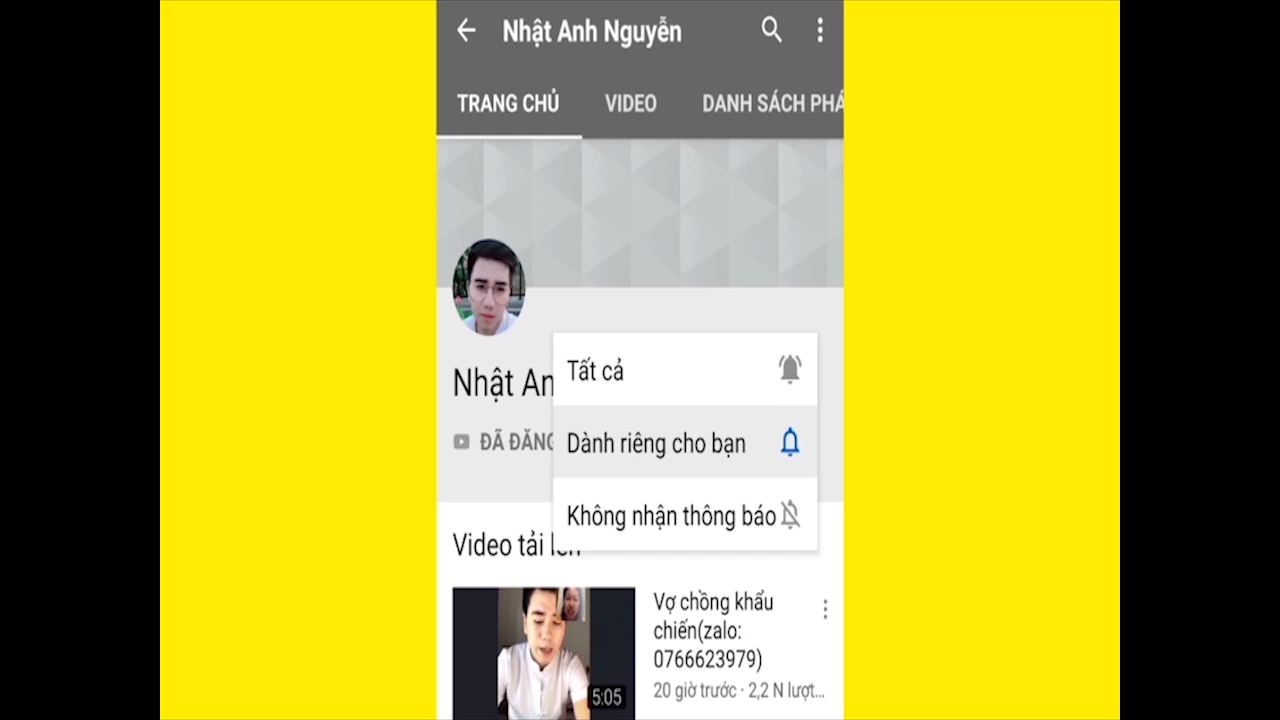 Nhật Anh Nguyễn
TRANG CHỦ VIDEO DANH SÁCH PHÁ
Tất cả
Nhật An
Dành riêng cho bạn
ĐÃ ĐĂNG
Không nhận thông báo
Video tải lên
Vợ chồng khẩu
chiến(zalo:
0766623979)
20 giờ trước · 2,2 N lượt...
5:05